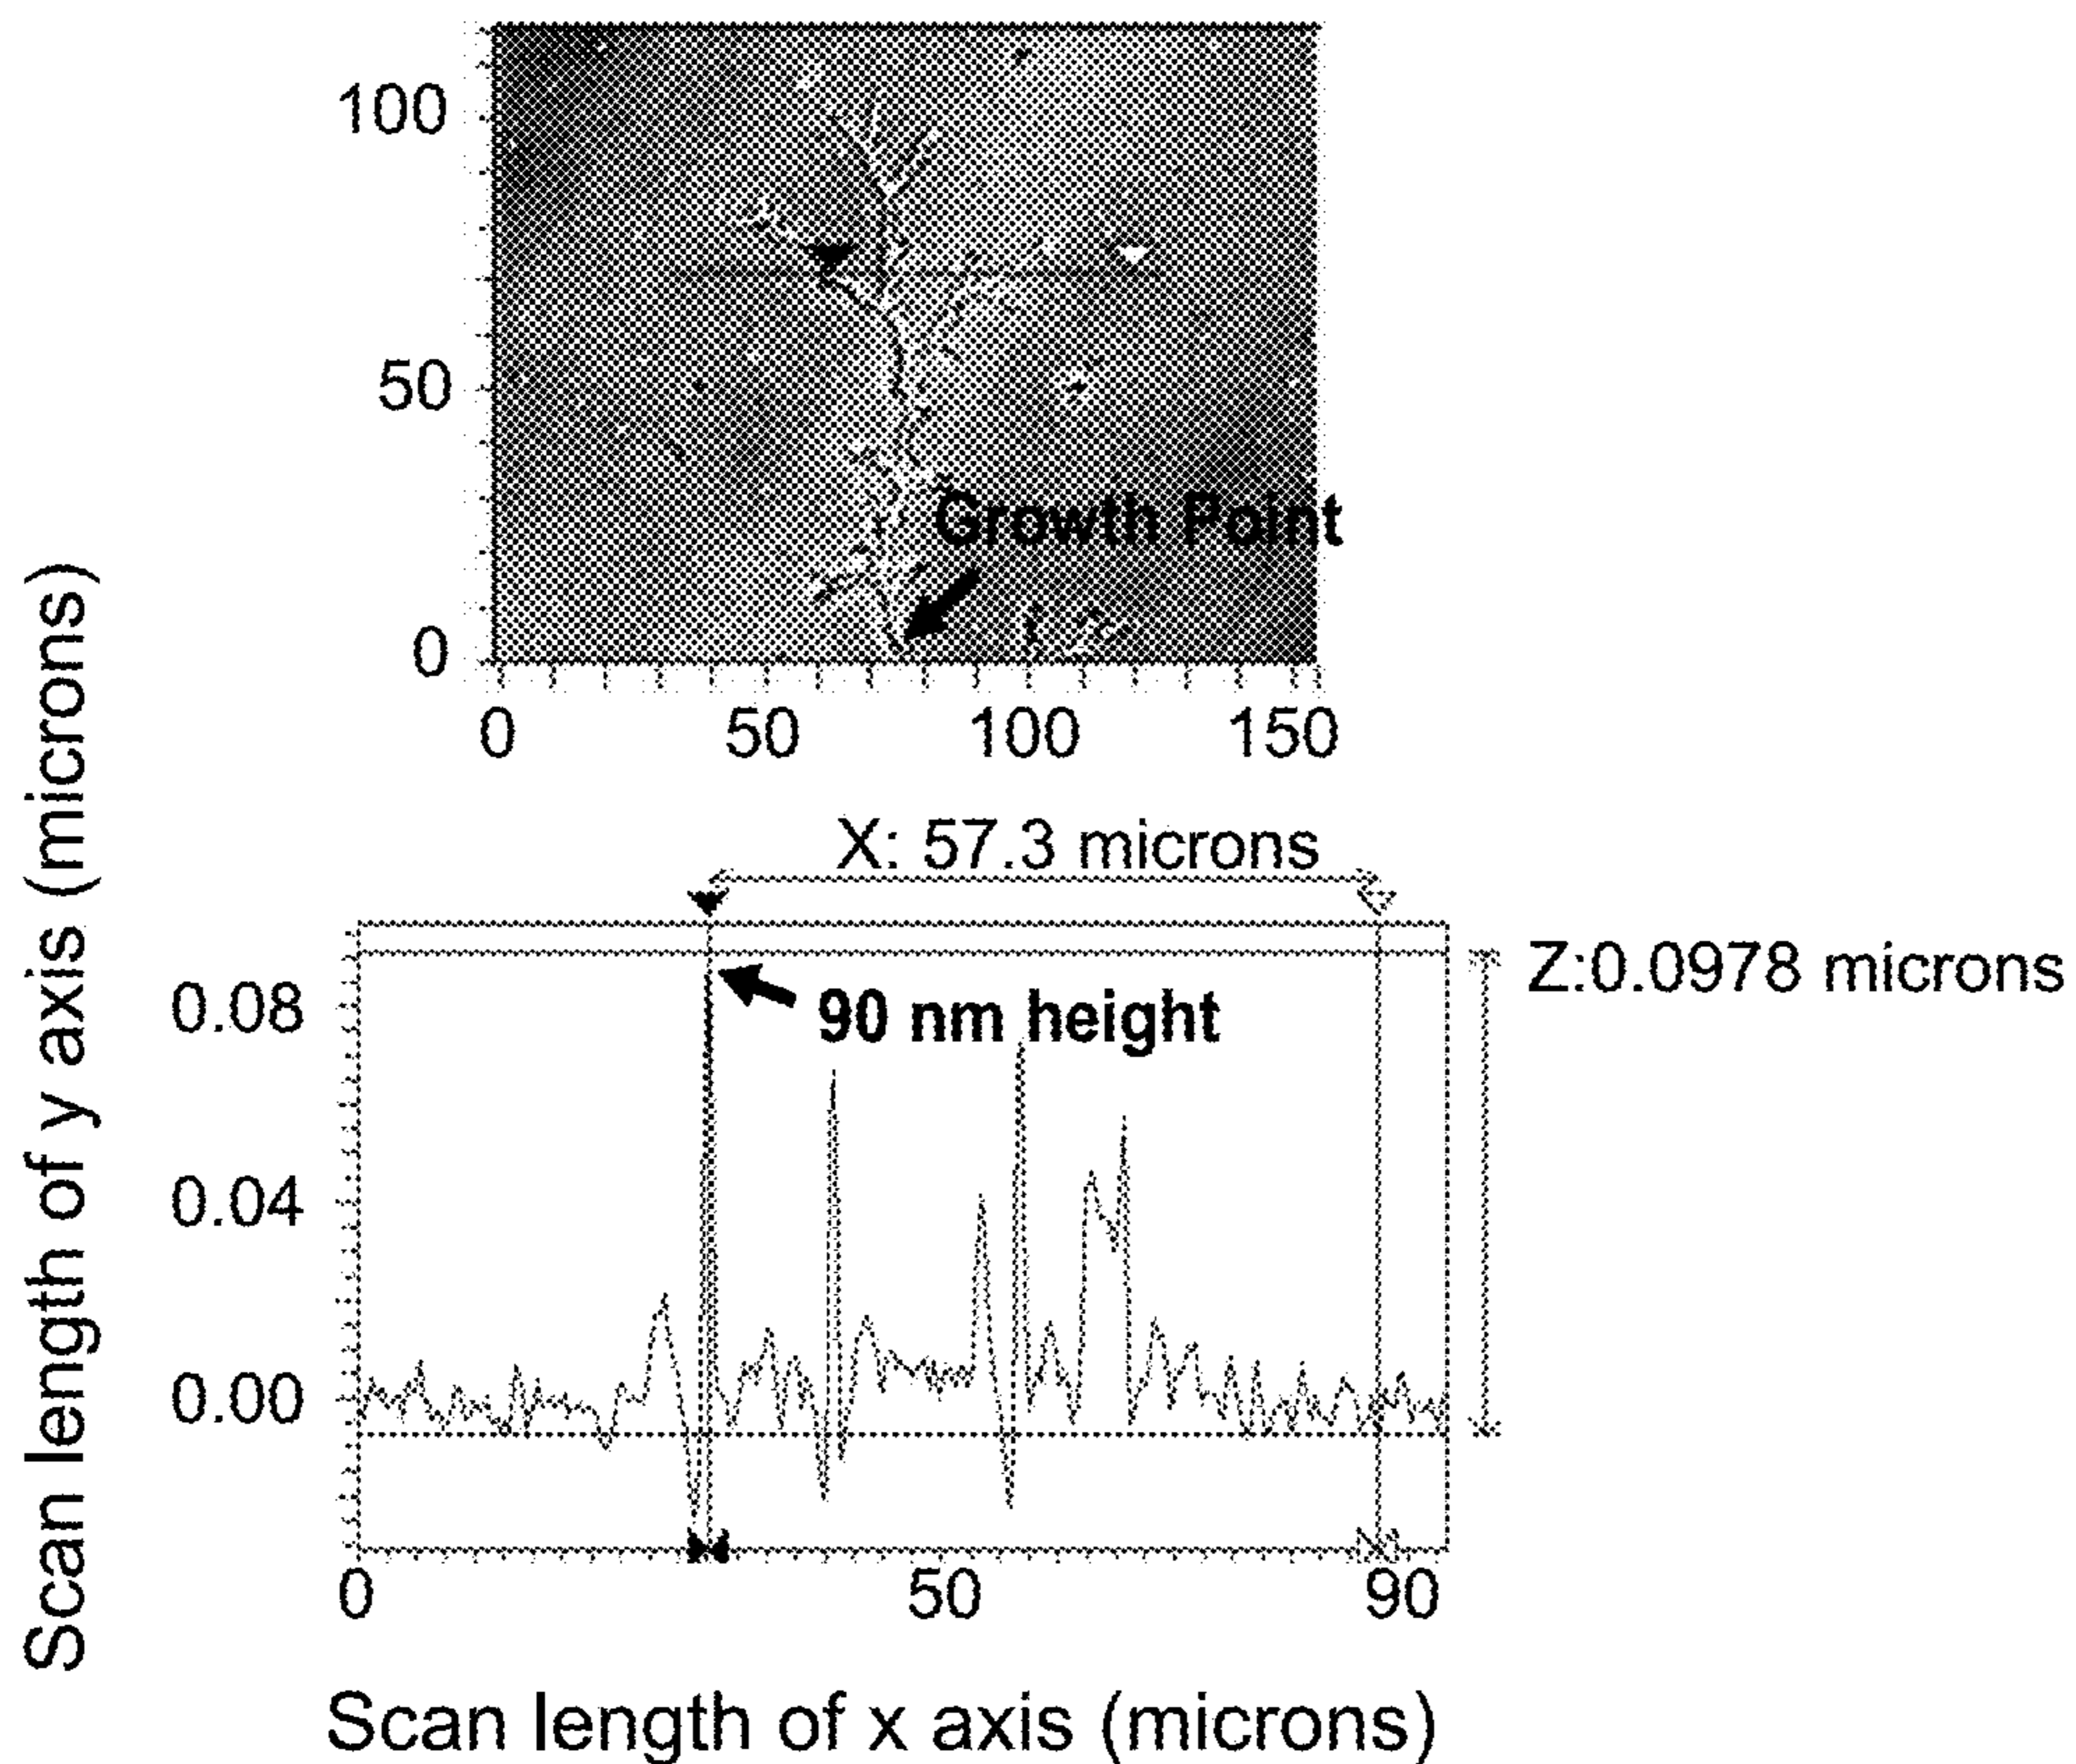 100
50
0
Growth Point
0 50 100 150
X: 57.3 microns
Z:0.0978 microns
90 nm height
0.08
0.04
0.00
0 50 90
Scan length of y axis (microns)
Scan length of x axis (microns)